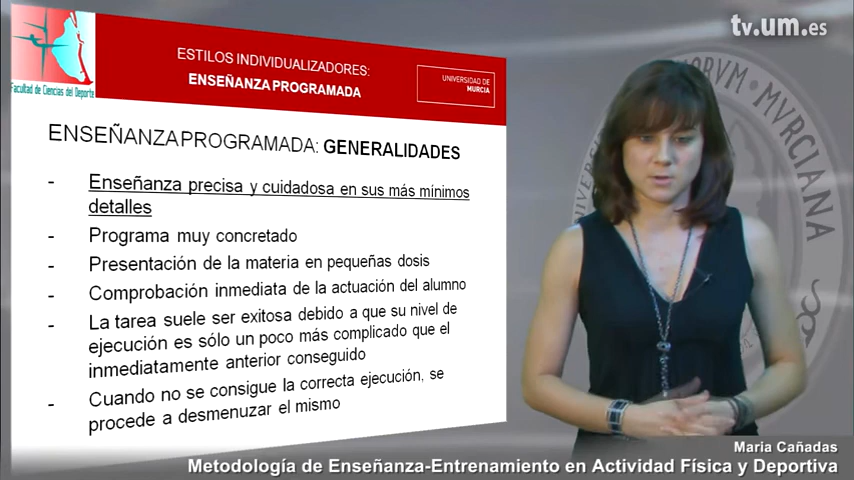 tv.um.es
Facultad de Ciencias del Deporte
ESTILOS INDIVIDUALIZADORES:
ENSEÑANZA PROGRAMADA
UNIVERSIDAD DE
MURCIA
ENSEÑANZA PROGRAMADA: GENERALIDADES
- Enseñanza precisa y cuidadosa en sus más mínimos
detalles
- Programa muy concretado
- Presentación de la materia en pequeñas dosis
- Comprobación inmediata de la actuación del alumno
- La tarea suele ser exitosa debido a que su nivel de
ejecución es sólo un poco más complicado que el
inmediatamente anterior conseguido
- Cuando no se consigue la correcta ejecución, se
procede a desmenuzar el mismo
MVRCIANA
Maria Cañadas
Metodología de Enseñanza-Entrenamiento en Actividad Física y Deportiva